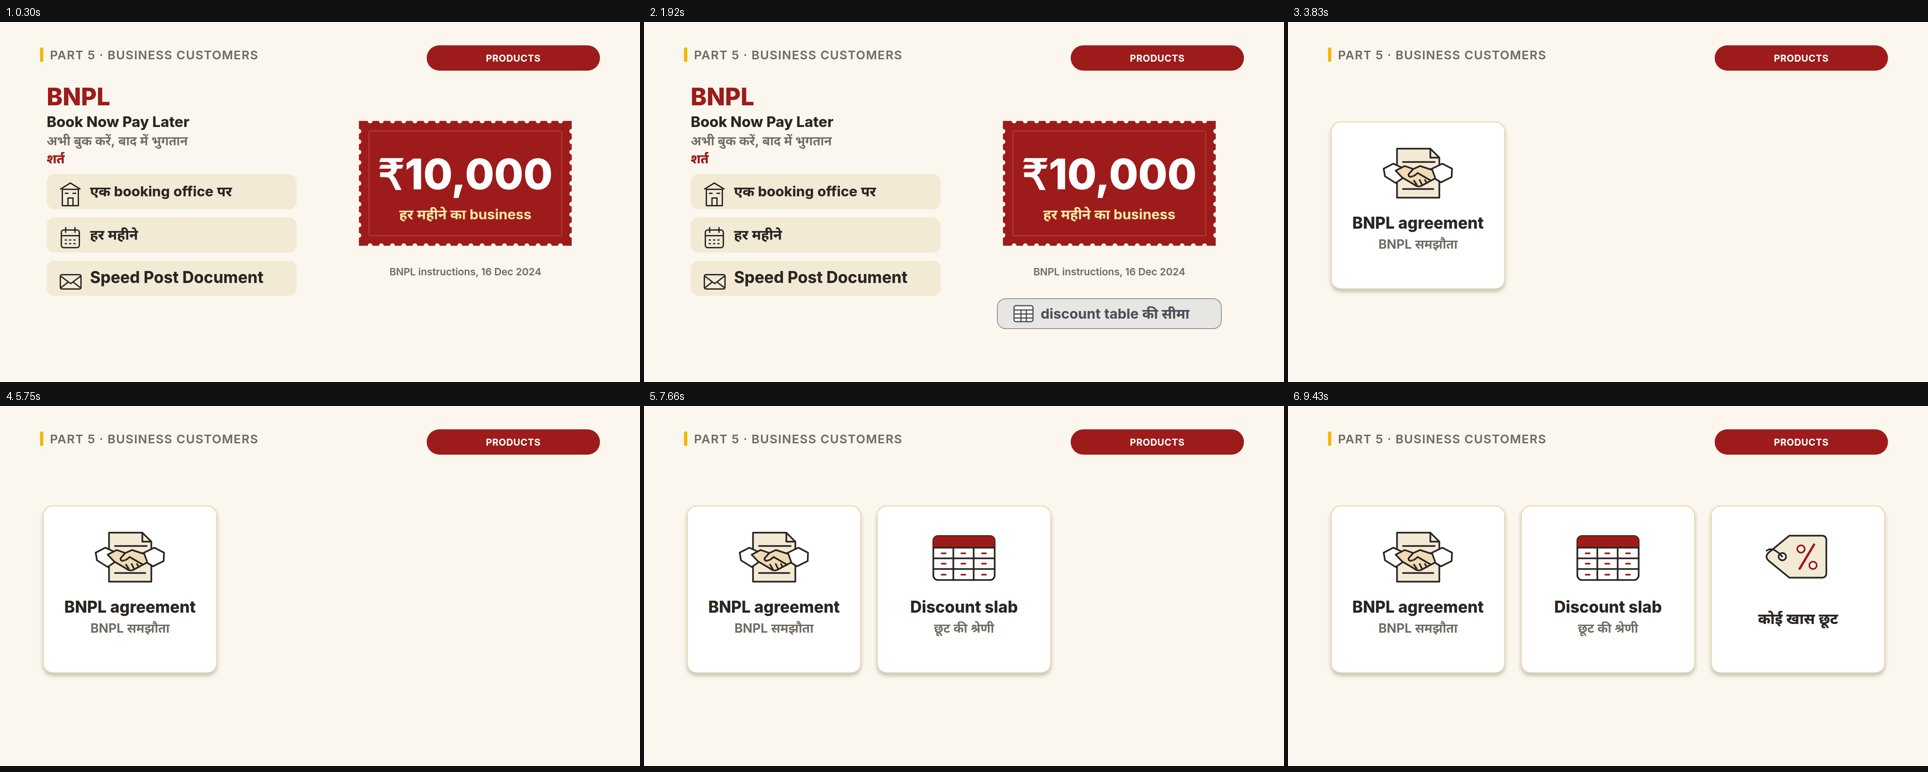 1. 0.30s
PART 5 · BUSINESS CUSTOMERS
PRODUCTS
BNPL
Book Now Pay Later
अभी बुक करें, बाद में भुगतान
शर्त
एक booking office पर
हर महीने
Speed Post Document
₹10,000
हर महीने का business
BNPL instructions, 16 Dec 2024
2. 1.92s
PART 5 · BUSINESS CUSTOMERS
PRODUCTS
BNPL
Book Now Pay Later
अभी बुक करें, बाद में भुगतान
शर्त
एक booking office पर
हर महीने
Speed Post Document
₹10,000
हर महीने का business
BNPL instructions, 16 Dec 2024
discount table की सीमा
3. 3.83s
PART 5 · BUSINESS CUSTOMERS
PRODUCTS
BNPL agreement
BNPL समझौता
4. 5.75s
PART 5 · BUSINESS CUSTOMERS
PRODUCTS
BNPL agreement
BNPL समझौता
5. 7.66s
PART 5 · BUSINESS CUSTOMERS
PRODUCTS
BNPL agreement
BNPL समझौता
Discount slab
छूट की श्रेणी
6. 9.43s
PART 5 · BUSINESS CUSTOMERS
PRODUCTS
BNPL agreement
BNPL समझौता
Discount slab
छूट की श्रेणी
%
कोई खास छूट